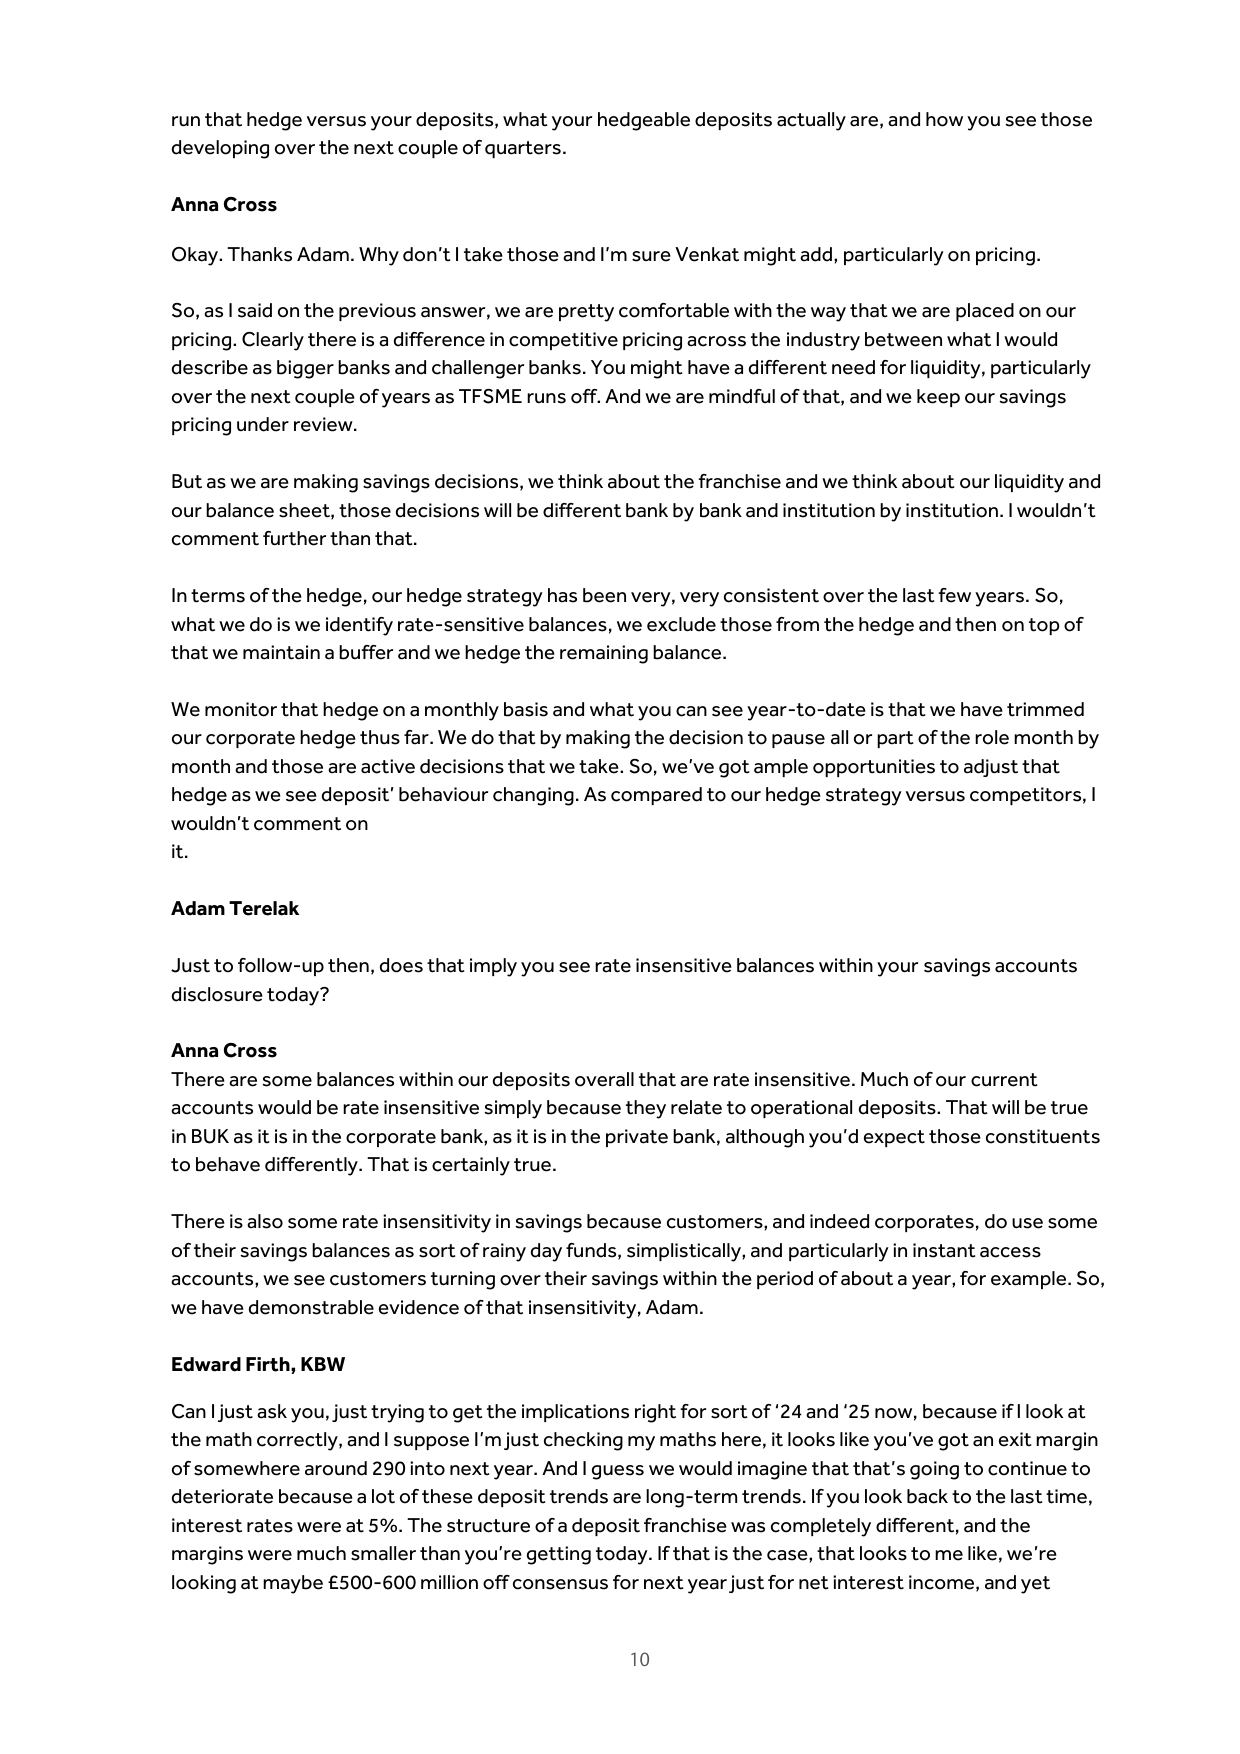 run that hedge versus your deposits, what your hedgeable deposits actually are, and how you see those
developing over the next couple of quarters.
Anna Cross
Okay. Thanks Adam. Why don’t I take those and I’m sure Venkat might add, particularly on pricing.
So, as I said on the previous answer, we are pretty comfortable with the way that we are placed on our
pricing. Clearly there is a difference in competitive pricing across the industry between what I would
describe as bigger banks and challenger banks. You might have a different need for liquidity, particularly
over the next couple of years as TFSME runs off. And we are mindful of that, and we keep our savings
pricing under review.
But as we are making savings decisions, we think about the franchise and we think about our liquidity and
our balance sheet, those decisions will be different bank by bank and institution by institution. I wouldn’t
comment further than that.
In terms of the hedge, our hedge strategy has been very, very consistent over the last few years. So,
what we do is we identify rate-sensitive balances, we exclude those from the hedge and then on top of
that we maintain a buffer and we hedge the remaining balance.
We monitor that hedge on a monthly basis and what you can see year-to-date is that we have trimmed
our corporate hedge thus far. We do that by making the decision to pause all or part of the role month by
month and those are active decisions that we take. So, we’ve got ample opportunities to adjust that
hedge as we see deposit’ behaviour changing. As compared to our hedge strategy versus competitors, I
wouldn’t comment on
it.
Adam Terelak
Just to follow-up then, does that imply you see rate insensitive balances within your savings accounts
disclosure today?
Anna Cross
There are some balances within our deposits overall that are rate insensitive. Much of our current
accounts would be rate insensitive simply because they relate to operational deposits. That will be true
in BUK as it is in the corporate bank, as it is in the private bank, although you’d expect those constituents
to behave differently. That is certainly true.
There is also some rate insensitivity in savings because customers, and indeed corporates, do use some
of their savings balances as sort of rainy day funds, simplistically, and particularly in instant access
accounts, we see customers turning over their savings within the period of about a year, for example. So,
we have demonstrable evidence of that insensitivity, Adam.
Edward Firth, KBW
Can I just ask you, just trying to get the implications right for sort of ‘24 and ‘25 now, because if I look at
the math correctly, and I suppose I’m just checking my maths here, it looks like you’ve got an exit margin
of somewhere around 290 into next year. And I guess we would imagine that that’s going to continue to
deteriorate because a lot of these deposit trends are long-term trends. If you look back to the last time,
interest rates were at 5%. The structure of a deposit franchise was completely different, and the
margins were much smaller than you’re getting today. If that is the case, that looks to me like, we’re
looking at maybe £500-600 million off consensus for next year just for net interest income, and yet
10